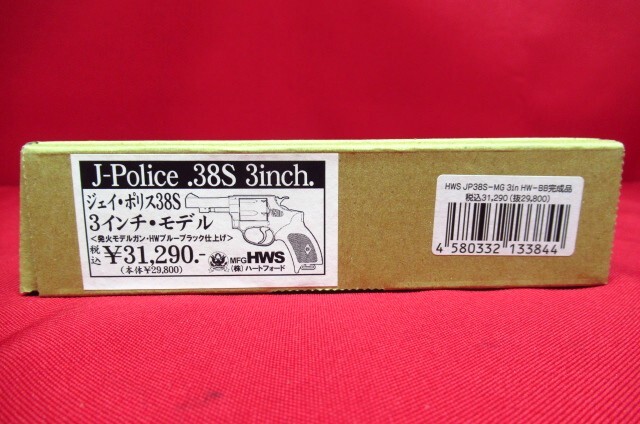 J-Police .38S 3inch.
ジェイ・ポリス38S
3インチ・モデル
<発火モデルガン・HWブルーブラック仕上げ>
税込 ¥31,290.-
(本体¥29,800)
MFG HWS
(株)ハートフォード
HWS JP38S-MG 3in HW-BB完成品
税込31,290(抜29,800)
4 580332 133844